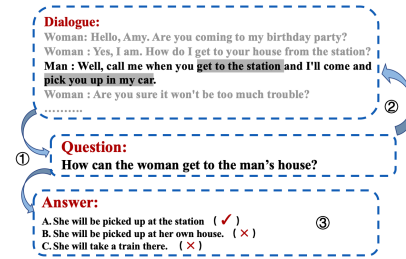 Dialogue:
Woman: Hello, Amy. Are you coming to my birthday party?
Woman : Yes, I am. How do I get to your house from the station?
Man : Well, call me when you get to the station and I'll come and
pick you up in my car.
Woman : Are you sure it won't be too much trouble?
..........
②
①
Question:
How can the woman get to the man's house?
Answer:
A. She will be picked up at the station ( ✓ )
B. She will be picked up at her own house. ( × )
C. She will take a train there. ( × )
③